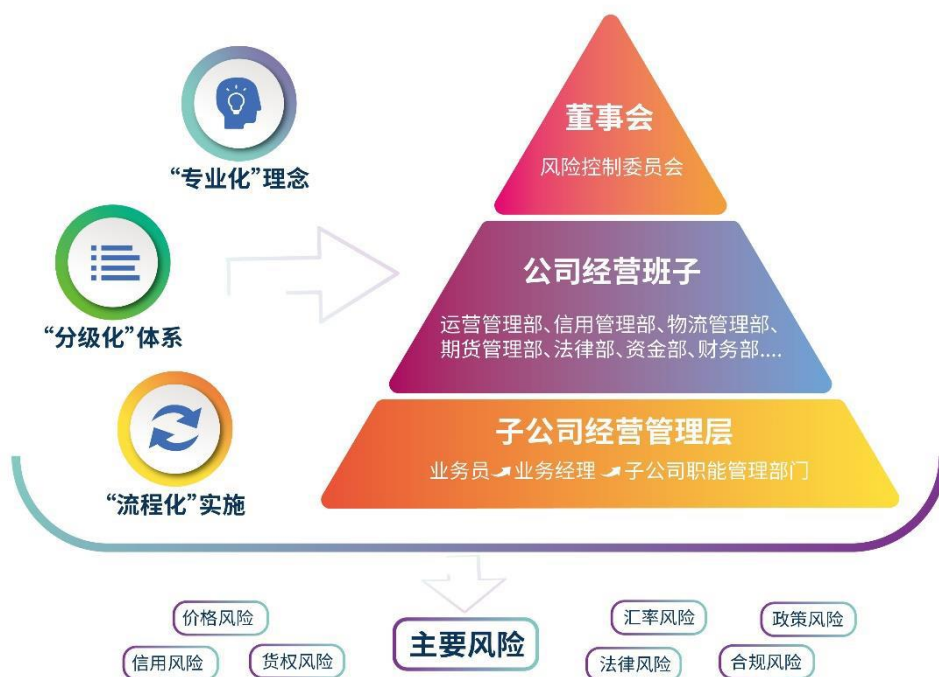 “专业化”理念
“分级化”体系
“流程化”实施
董事会
风险控制委员会
公司经营班子
运营管理部、信用管理部、物流管理部、
期货管理部、法律部、资金部、财务部....
子公司经营管理层
业务员➚业务经理➚子公司职能管理部门
主要风险
价格风险
信用风险
货权风险
汇率风险
政策风险
法律风险
合规风险